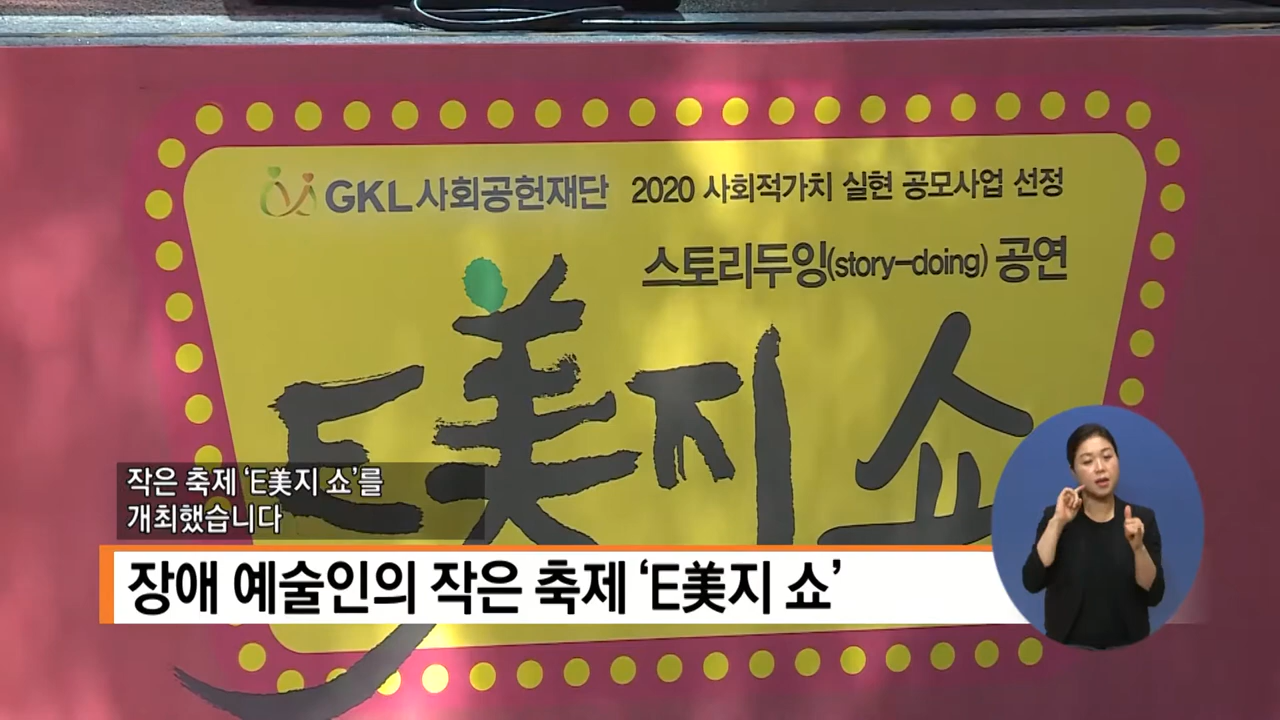 GKL사회공헌재단 2020 사회적가치 실현 공모사업 선정
스토리두잉(story-doing) 공연
E美지 쇼
작은 축제 ‘E美지 쇼’를
개최했습니다
장애 예술인의 작은 축제 ‘E美지 쇼’